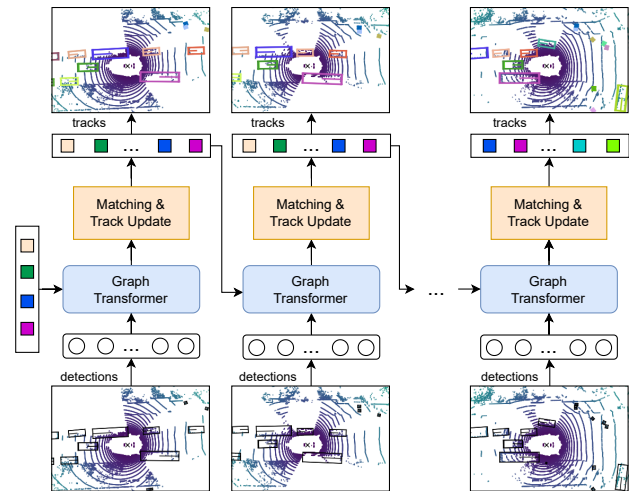 tracks
tracks
tracks
...
...
...
Matching &
Track Update
Matching &
Track Update
Matching &
Track Update
Graph
Transformer
Graph
Transformer
...
Graph
Transformer
...
...
...
detections
detections
detections